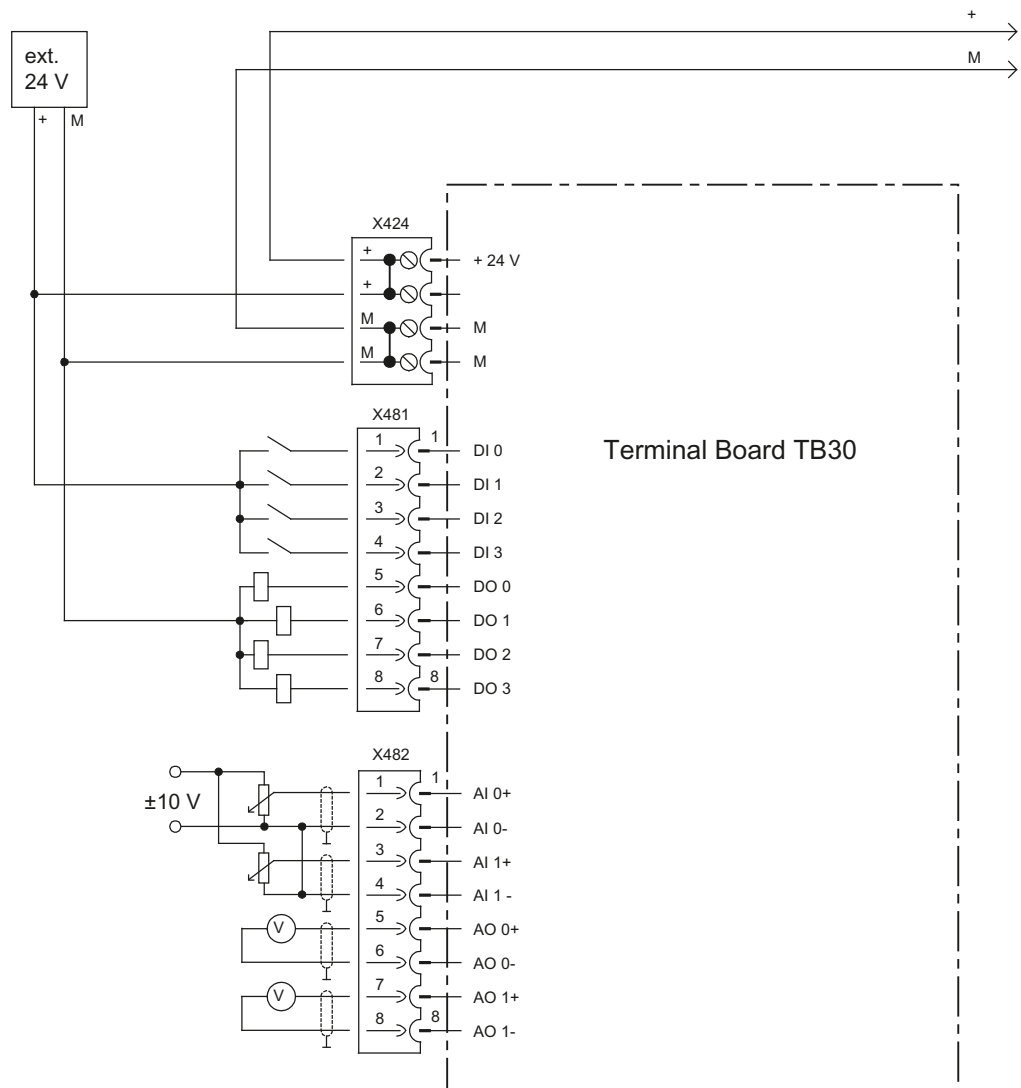 +
M
ext.
24 V
+ M
X424
+ + 24 V
+
M M
M M
X481
1 1 DI 0
2 DI 1
3 DI 2
4 DI 3
5 DO 0
6 DO 1
7 DO 2
8 8 DO 3
Terminal Board TB30
X482
±10 V
1 1 AI 0+
2 AI 0-
3 AI 1+
4 AI 1 -
5 AO 0+
6 AO 0-
7 AO 1+
8 8 AO 1-
V
V